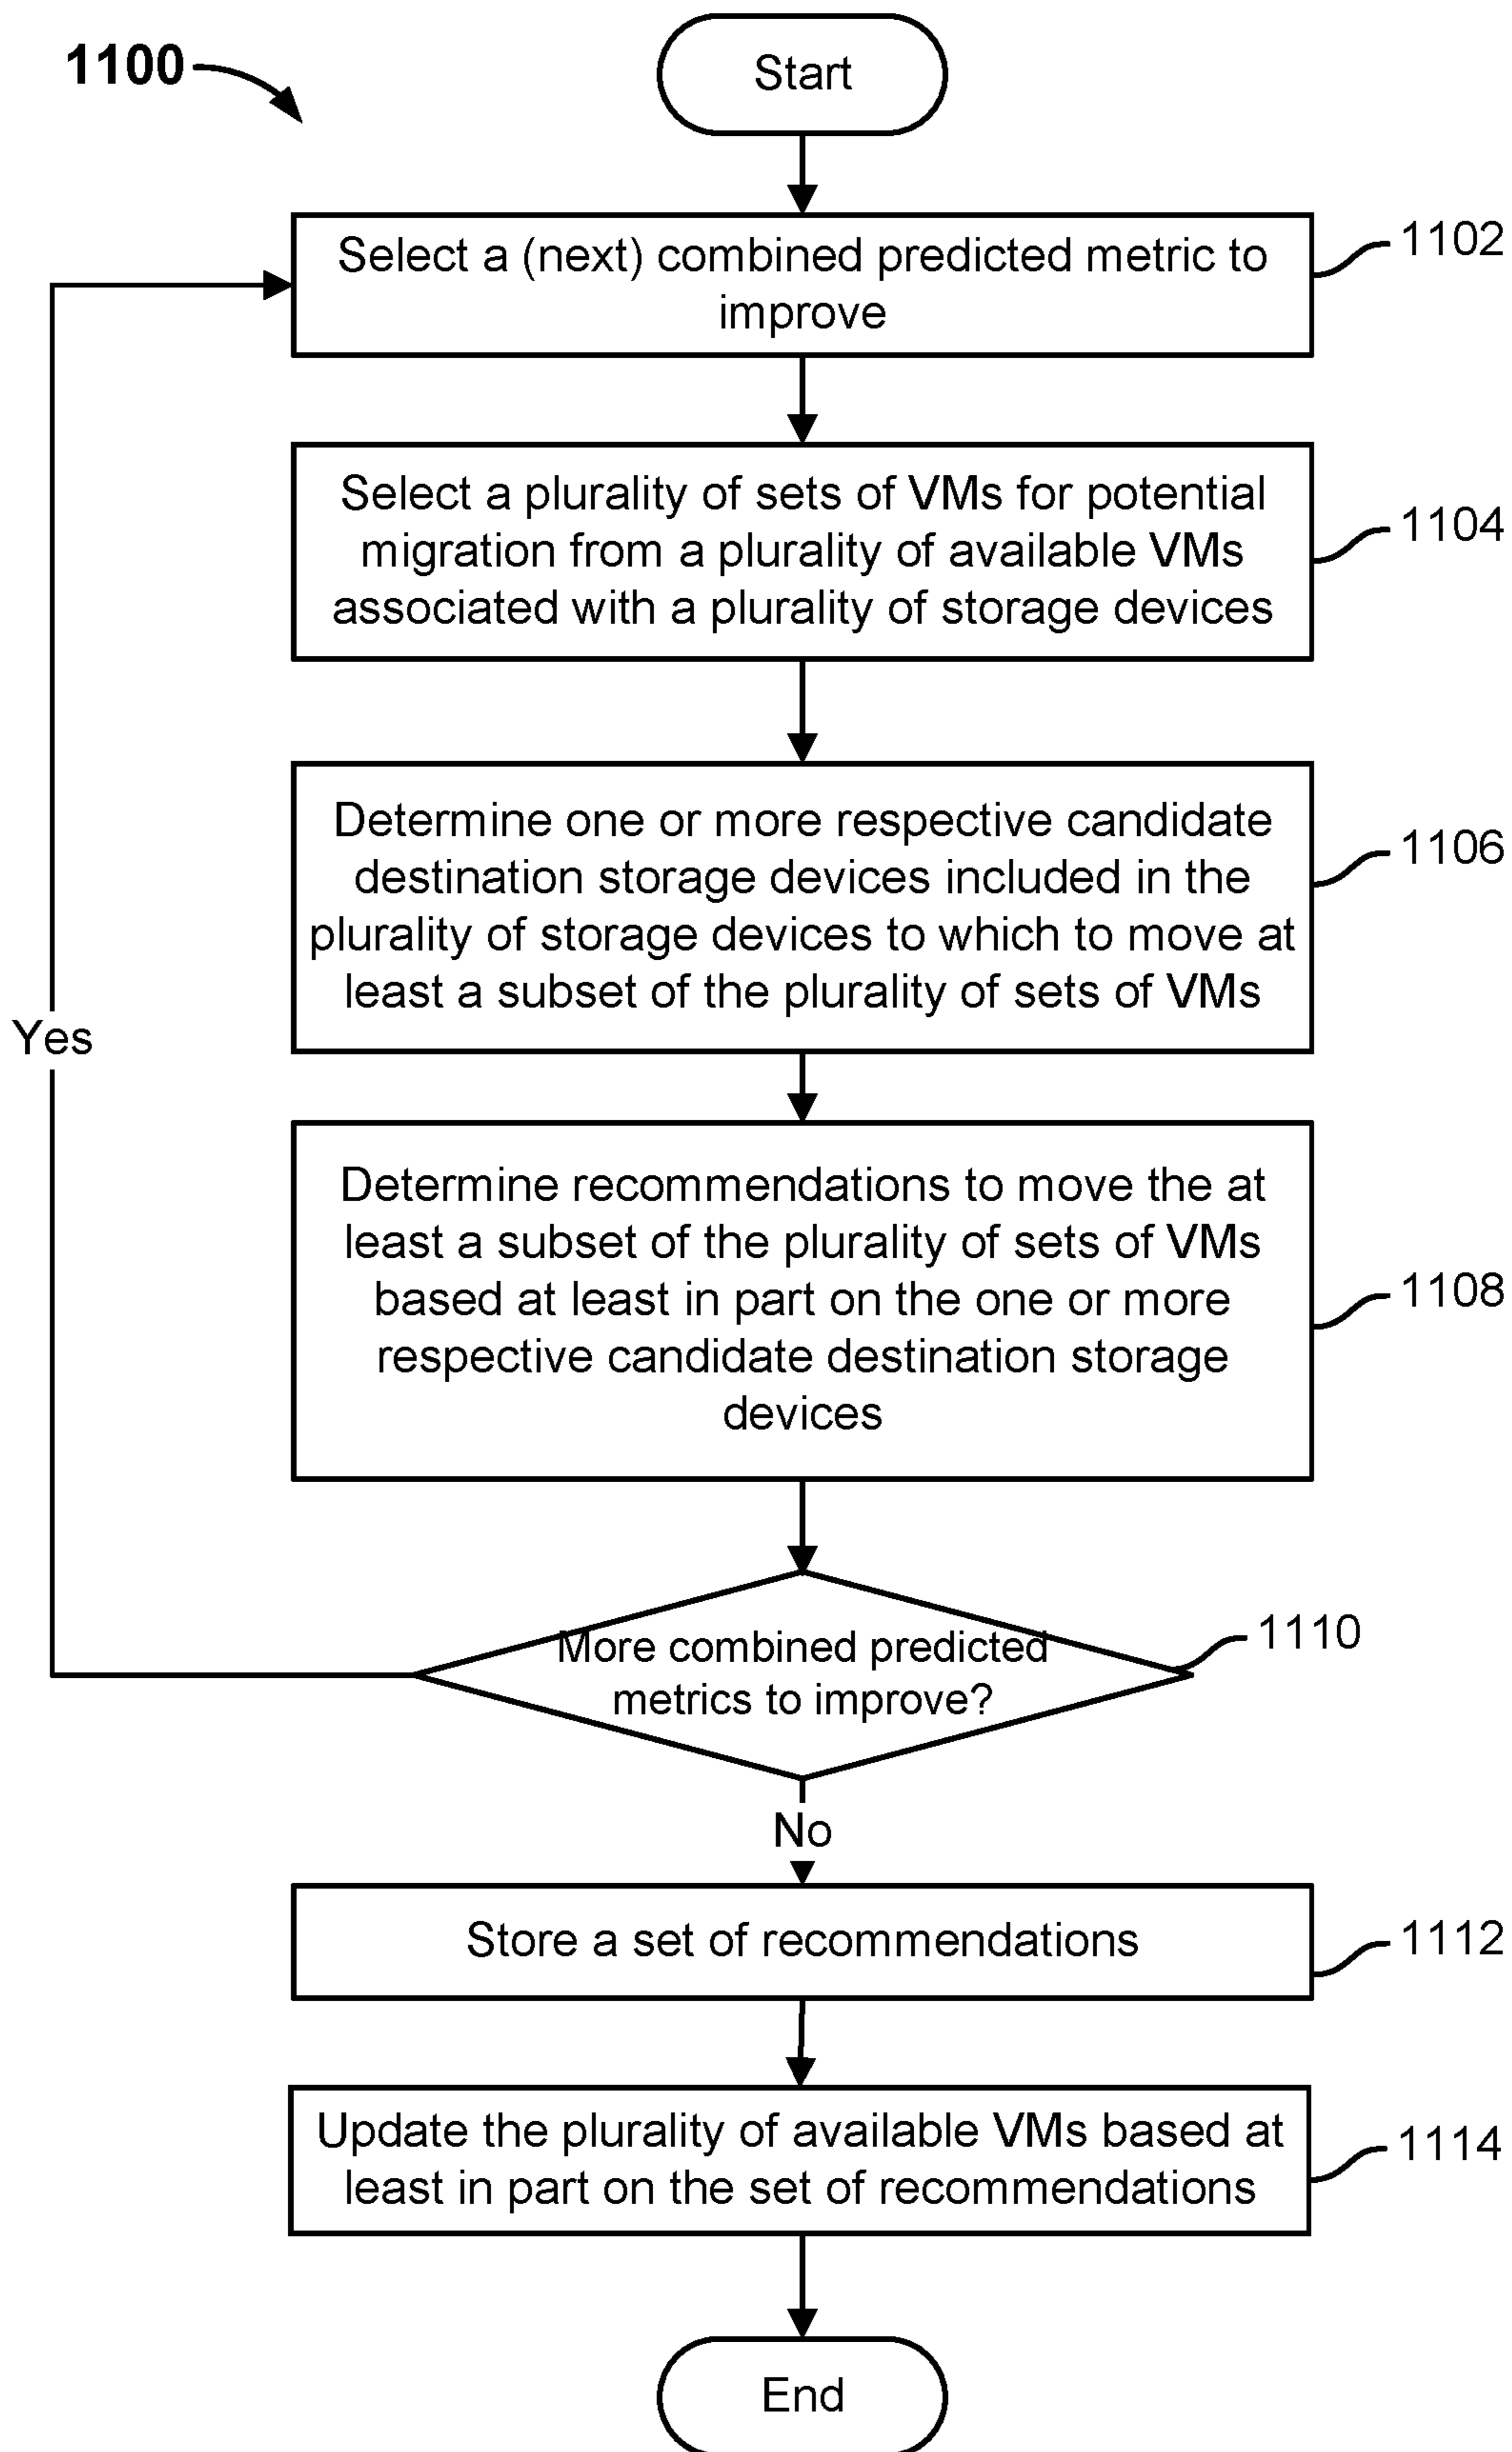 1100
Start
Select a (next) combined predicted metric to
improve
1102
Select a plurality of sets of VMs for potential
migration from a plurality of available VMs
associated with a plurality of storage devices
1104
Determine one or more respective candidate
destination storage devices included in the
plurality of storage devices to which to move at
least a subset of the plurality of sets of VMs
1106
Yes
Determine recommendations to move the at
least a subset of the plurality of sets of VMs
based at least in part on the one or more
respective candidate destination storage
devices
1108
More combined predicted
metrics to improve?
1110
No
Store a set of recommendations
1112
Update the plurality of available VMs based at
least in part on the set of recommendations
1114
End